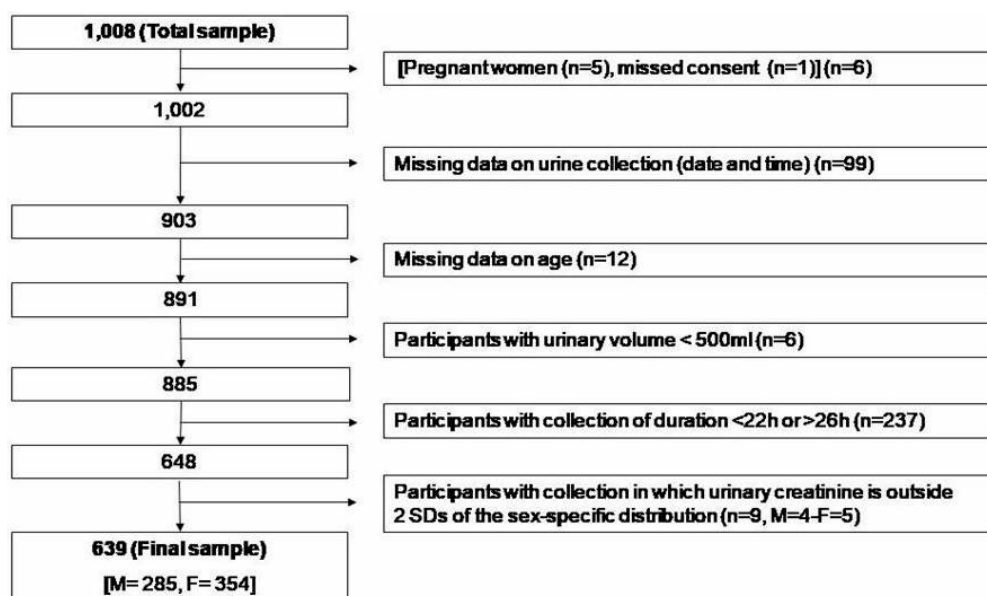 1,008 (Total sample)
[Pregnant women (n=5), missed consent (n=1)] (n=6)
1,002
Missing data on urine collection (date and time) (n=99)
903
Missing data on age (n=12)
891
Participants with urinary volume < 500ml (n=6)
885
Participants with collection of duration <22h or >26h (n=237)
648
Participants with collection in which urinary creatinine is outside
2 SDs of the sex-specific distribution (n=9, M=4-F=5)
639 (Final sample)
[M= 285, F= 354]